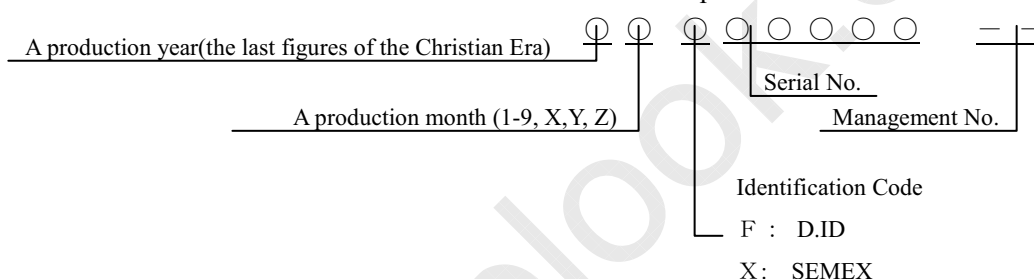 ○ ○ ○ ○ ○ ○ ○ ○ — —
A production year(the last figures of the Christian Era)
Serial No.
A production month (1-9, X,Y, Z)
Management No.
Identification Code
F : D.ID
X: SEMEX